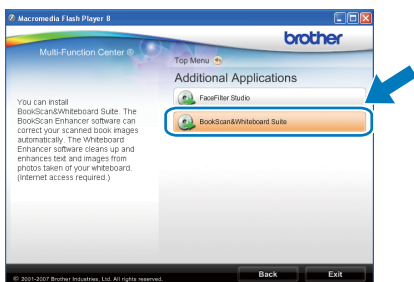 Macromedia Flash Player 8
brother
Multi-Function Center ®
Top Menu
Additional Applications
FaceFilter Studio
BookScan&Whiteboard Suite
You can install
BookScan&Whiteboard Suite. The
BookScan Enhancer software can
correct your scanned book images
automatically. The Whiteboard
Enhancer software cleans up and
enhances text and images from
photos taken of your whiteboard.
(Internet access required.)
© 2001-2007 Brother Industries, Ltd. All rights reserved.
Back
Exit